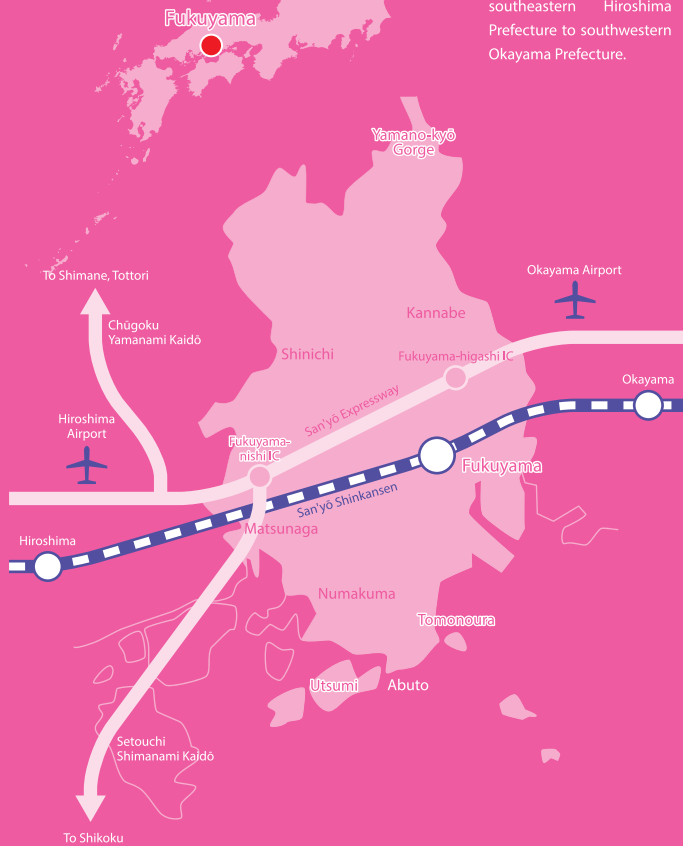 southeastern Hiroshima
Prefecture to southwestern
Okayama Prefecture.
Fukuyama
Yamano-kyō
Gorge
To Shimane, Tottori
Okayama Airport
Chūgoku
Yamanami Kaidō
Kannabe
Shinichi
Fukuyama-higashi IC
Okayama
San'yō Expressway
Hiroshima
Airport
Fukuyama-
nishi IC
Fukuyama
San'yō Shinkansen
Matsunaga
Hiroshima
Numakuma
Tomonoura
Utsumi
Abuto
Setouchi
Shimanami Kaidō
To Shikoku